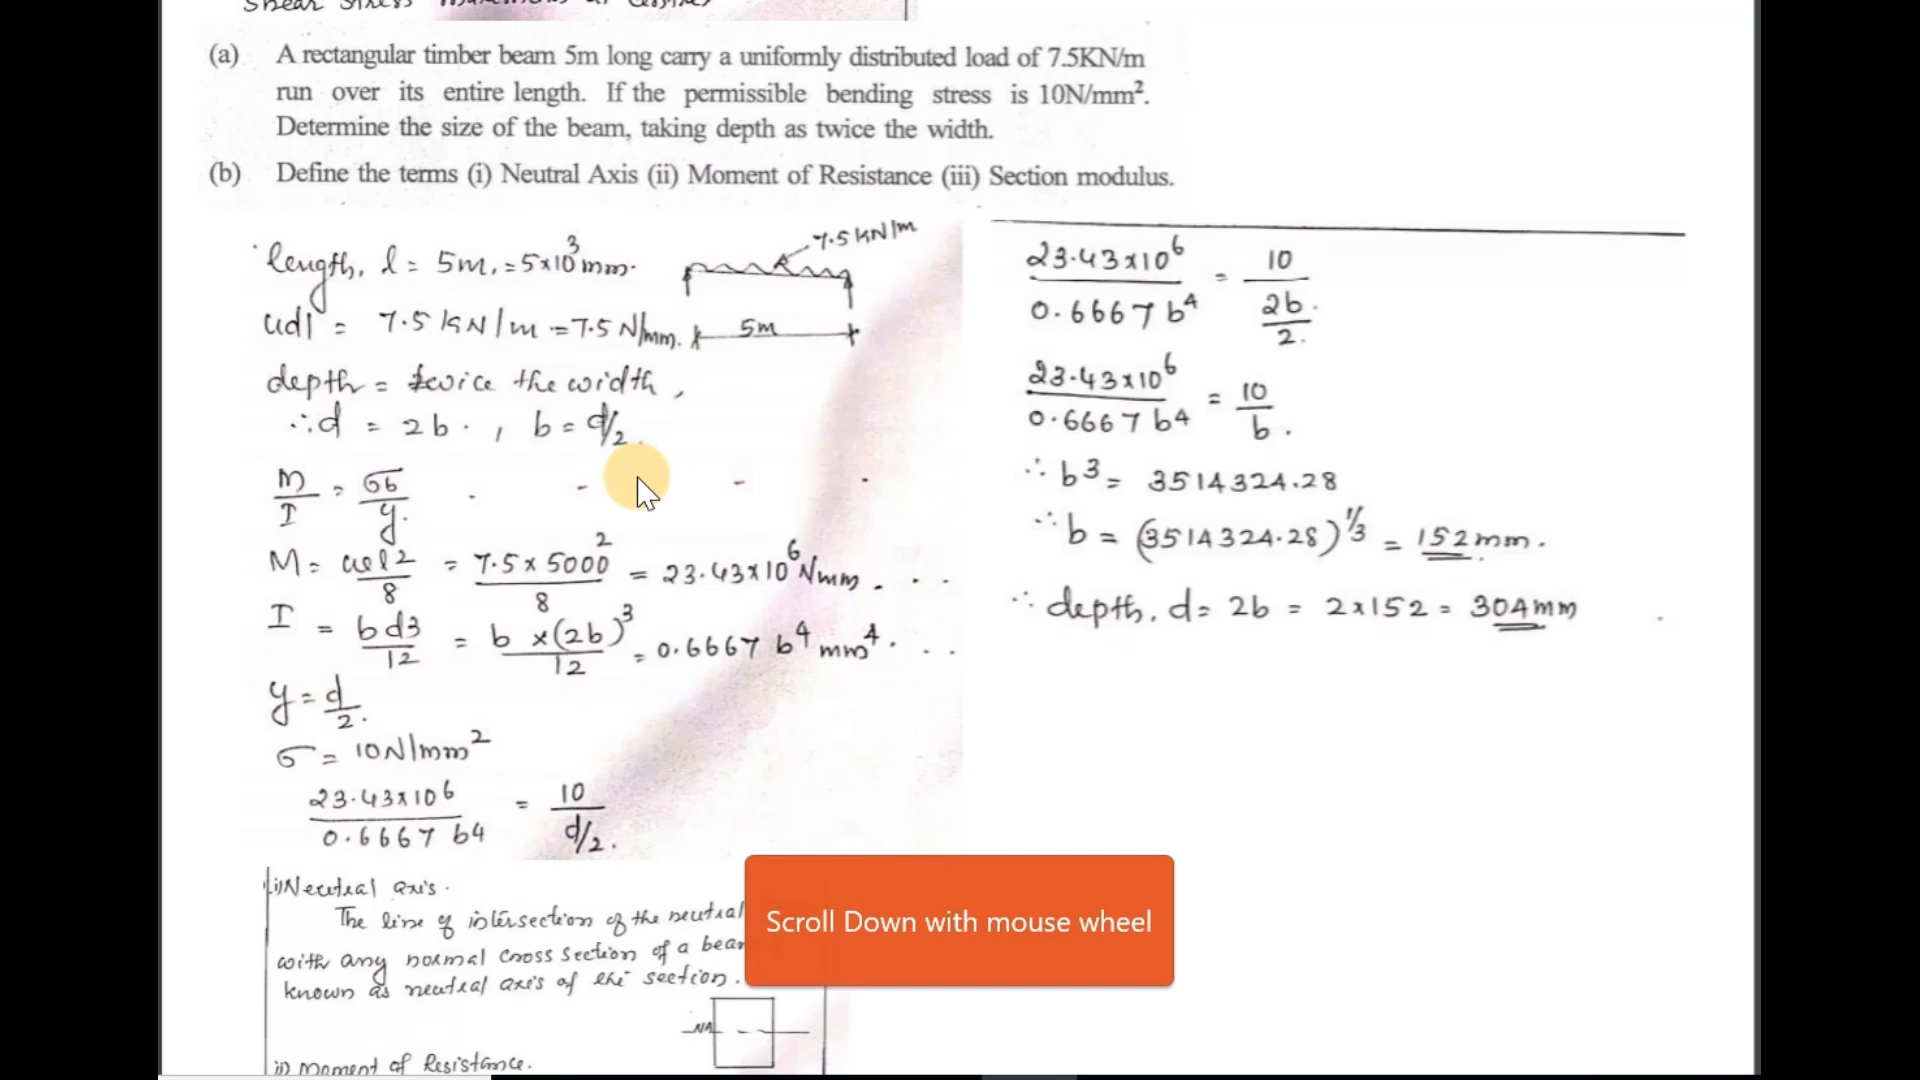 Shear Stress
(a) A rectangular timber beam 5m long carry a uniformly distributed load of 7.5KN/m
run over its entire length. If the permissible bending stress is 10N/mm².
Determine the size of the beam, taking depth as twice the width.
(b) Define the terms (i) Neutral Axis (ii) Moment of Resistance (iii) Section modulus.
length, l = 5m, = 5×10³mm.
7.5 KN/m
udl = 7.5 KN/m = 7.5 N/mm.
5m
depth = twice the width,
∴ d = 2b. , b = d/2.
M/I = σb/y.
M = wl²/8 = 7.5 × 5000²/8 = 23.43×10⁶ Nmm. . .
I = bd3/12 = b × (2b)³/12 = 0.6667 b⁴ mm⁴. . .
y = d/2.
σ = 10N/mm²
23.43×10⁶/0.6667 b4 = 10/d/2.
23.43×10⁶/0.6667 b⁴ = 10/2b/2.
23.43×10⁶/0.6667 b4 = 10/b.
∴ b3 = 3514324.28
∴ b = (3514324.28)^1/3 = 152mm.
∴ depth, d = 2b = 2×152 = 304mm
i) Neutral axis.
The line of intersection of the neutral
with any normal cross section of a
known as neutral axis of the section.
NA
ii) Moment of Resistance.
Scroll Down with mouse wheel